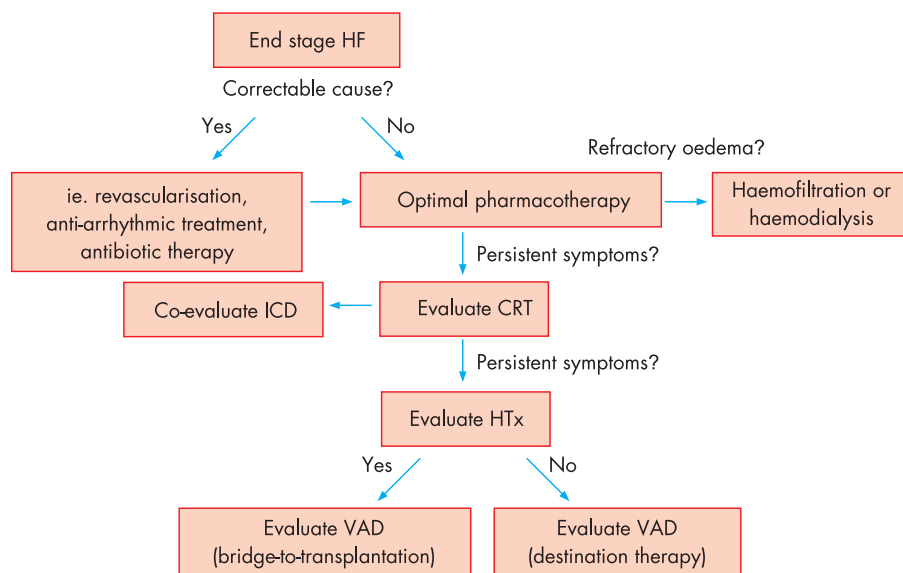 End stage HF
Correctable cause?
Yes
No
Refractory oedema?
ie. revascularisation,
anti-arrhythmic treatment,
antibiotic therapy
Optimal pharmacotherapy
Haemofiltration or
haemodialysis
Persistent symptoms?
Co-evaluate ICD
Evaluate CRT
Persistent symptoms?
Evaluate HTx
Yes
No
Evaluate VAD
(bridge-to-transplantation)
Evaluate VAD
(destination therapy)